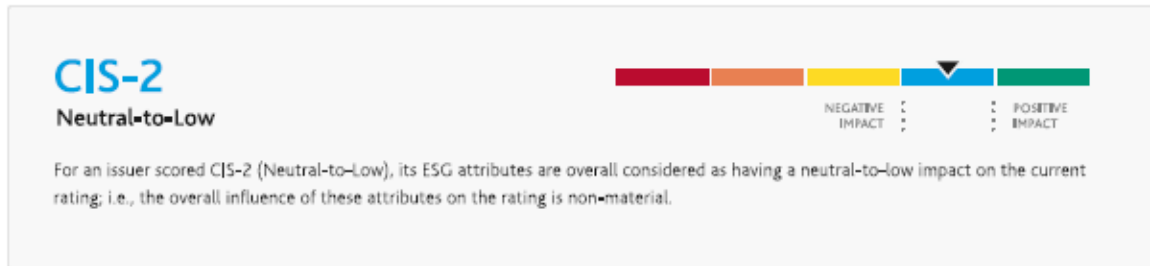 CIS-2
Neutral-to-Low
NEGATIVE
IMPACT
POSITIVE
IMPACT
For an issuer scored CIS-2 (Neutral-to-Low), its ESG attributes are overall considered as having a neutral-to-low impact on the current
rating; i.e., the overall influence of these attributes on the rating is non-material.